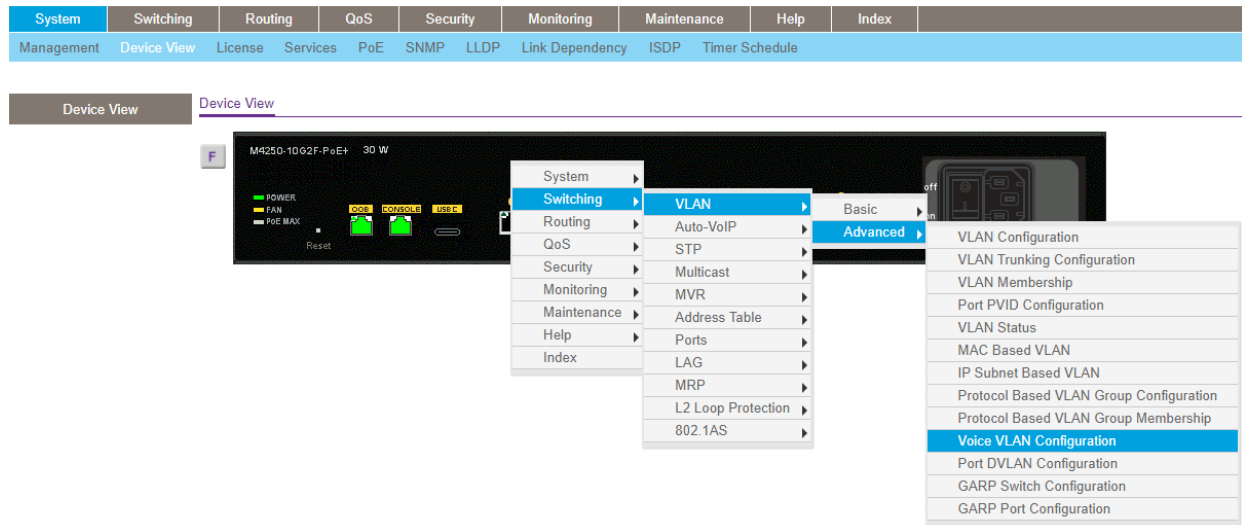 System Switching Routing QoS Security Monitoring Maintenance Help Index
Management Device View License Services PoE SNMP LLDP Link Dependency ISDP Timer Schedule
Device View
Device View
F
M4250-10G2F-PoE+ 30 W
POWER
FAN
PoE MAX
Reset
OOB CONSOLE USB C
System
Switching
Routing
QoS
Security
Monitoring
Maintenance
Help
Index
VLAN
Auto-VoIP
STP
Multicast
MVR
Address Table
Ports
LAG
MRP
L2 Loop Protection
802.1AS
Basic
Advanced
off
on
VLAN Configuration
VLAN Trunking Configuration
VLAN Membership
Port PVID Configuration
VLAN Status
MAC Based VLAN
IP Subnet Based VLAN
Protocol Based VLAN Group Configuration
Protocol Based VLAN Group Membership
Voice VLAN Configuration
Port DVLAN Configuration
GARP Switch Configuration
GARP Port Configuration